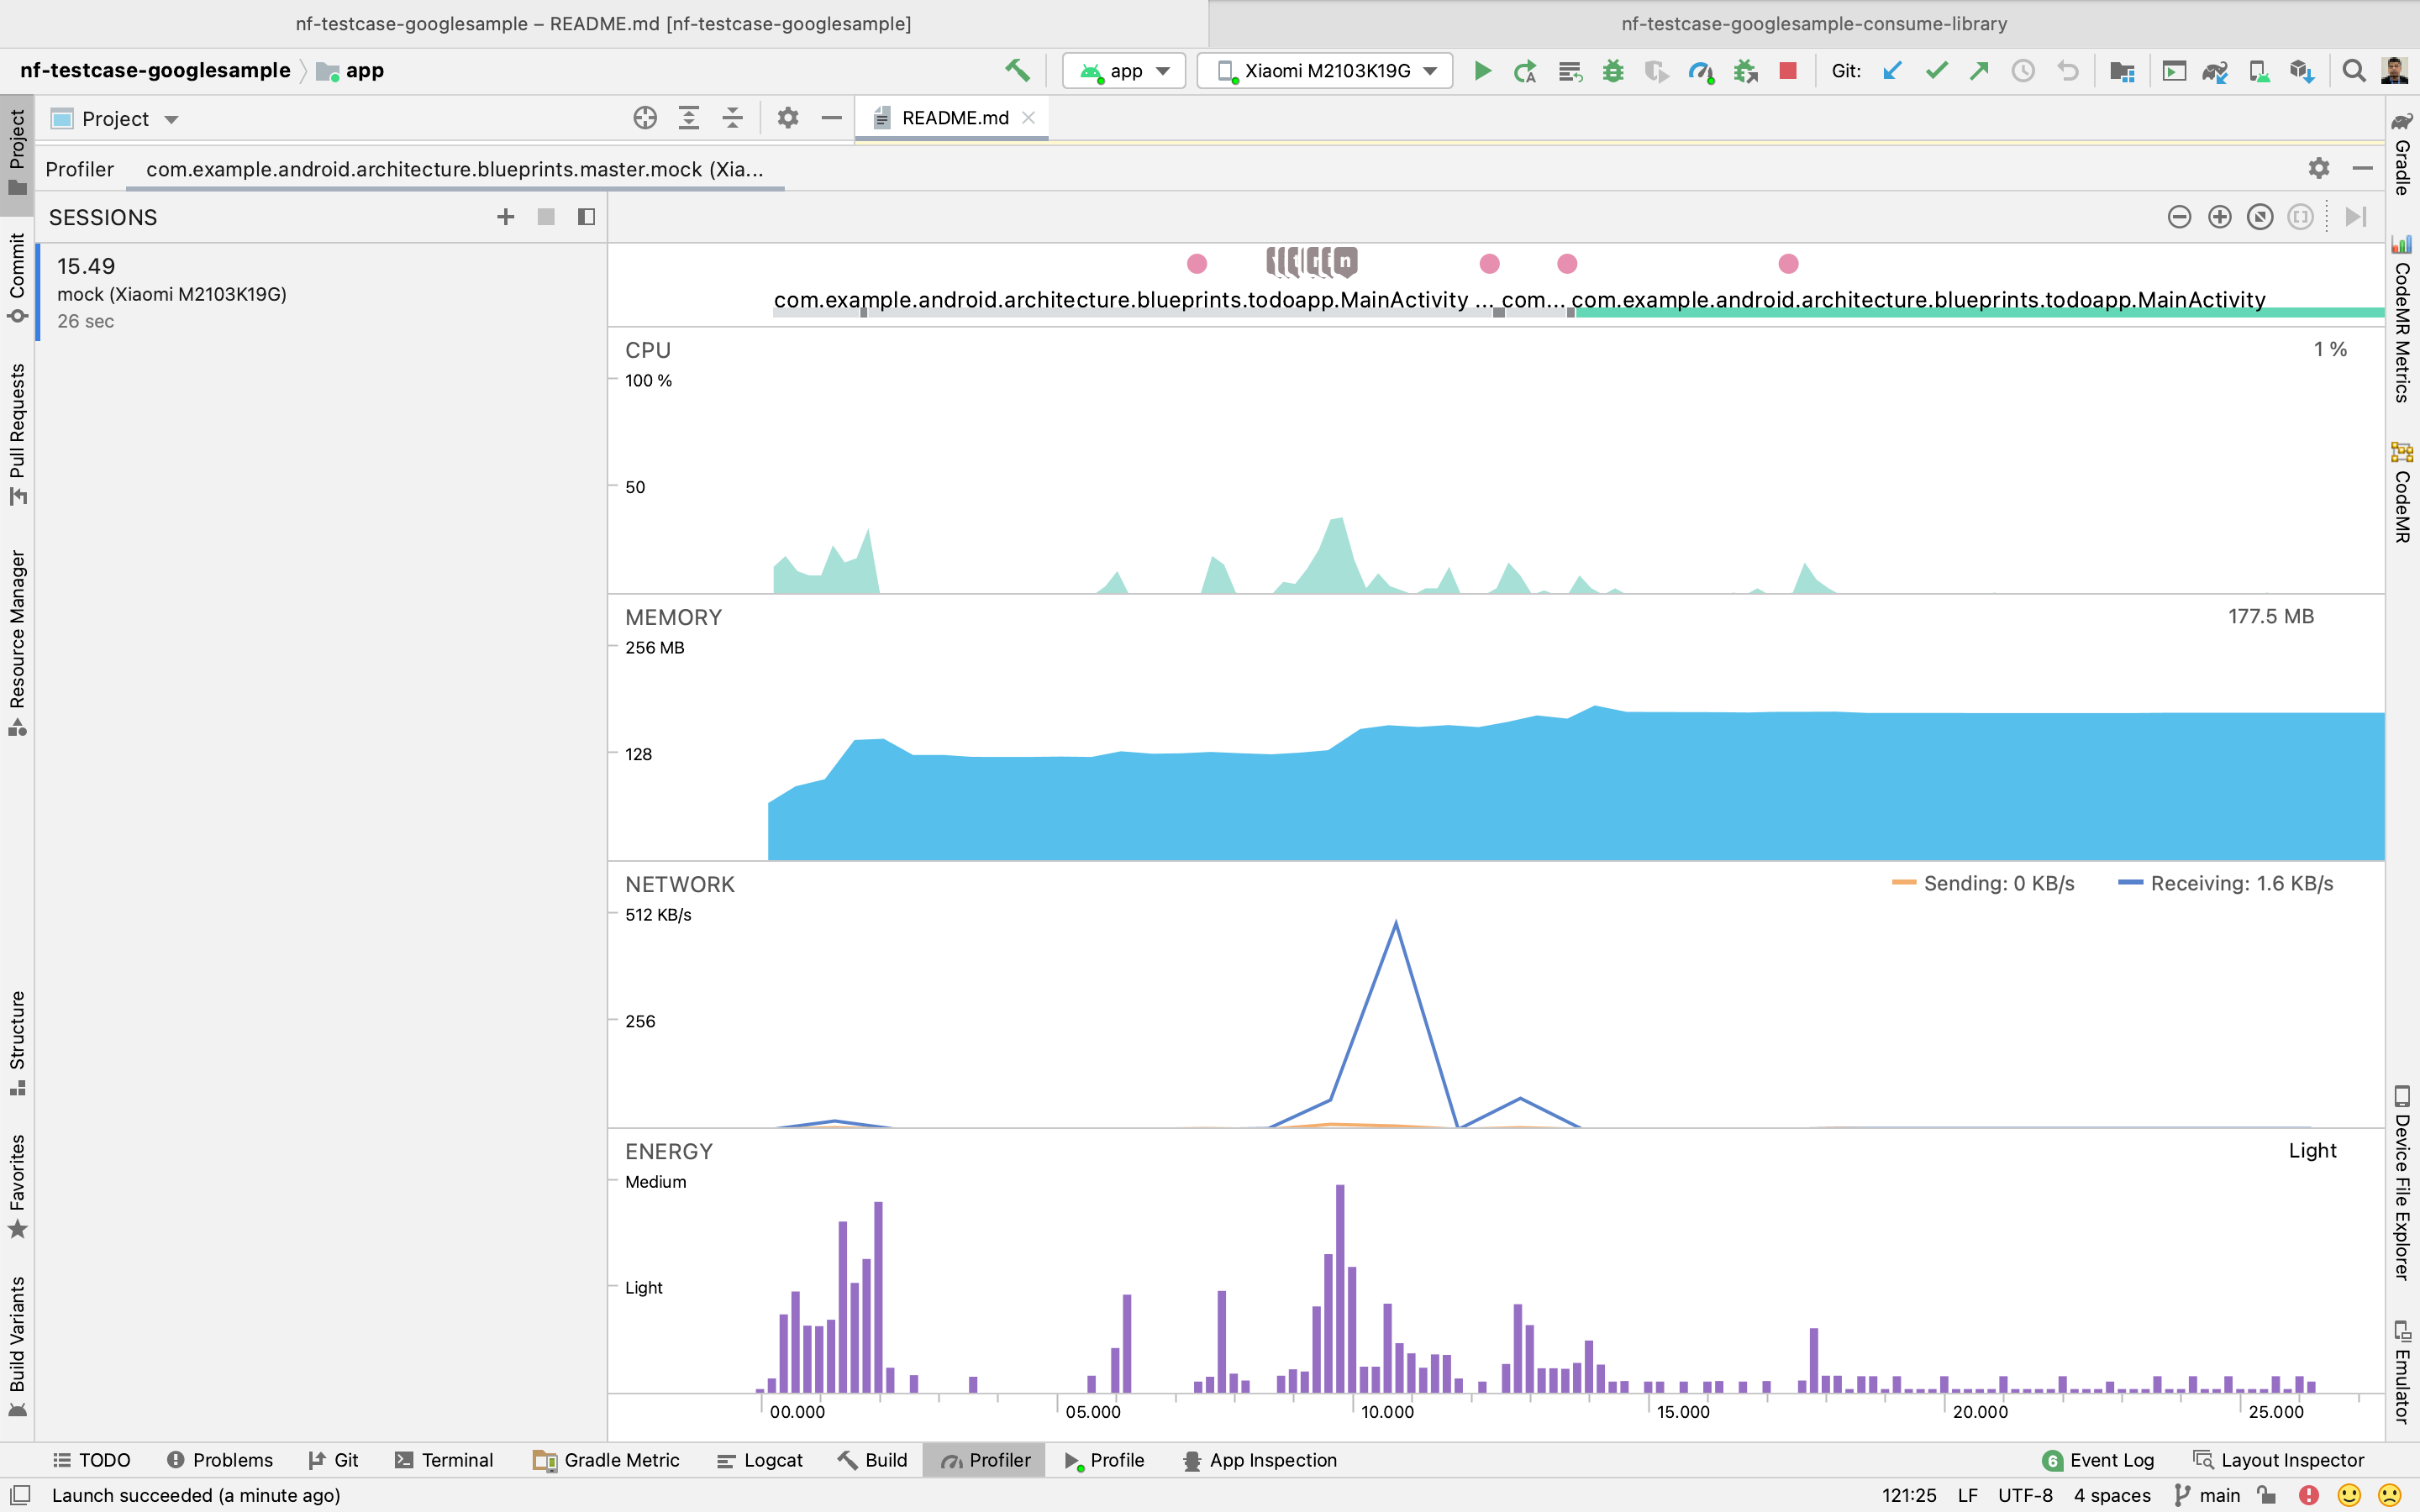 nf-testcase-googlesample – README.md [nf-testcase-googlesample]
nf-testcase-googlesample-consume-library
nf-testcase-googlesample app
app
Xiaomi M2103K19G
Git:
Project
README.md
Profiler com.example.android.architecture.blueprints.master.mock (Xia...
SESSIONS
15.49
mock (Xiaomi M2103K19G)
26 sec
com.example.android.architecture.blueprints.todoapp.MainActivity ... com... com.example.android.architecture.blueprints.todoapp.MainActivity
CPU
1 %
100 %
50
MEMORY
177.5 MB
256 MB
128
NETWORK
Sending: 0 KB/s
Receiving: 1.6 KB/s
512 KB/s
256
ENERGY
Light
Medium
Light
00.000 05.000 10.000 15.000 20.000 25.000
Project
Commit
Pull Requests
Resource Manager
Structure
Favorites
Build Variants
Gradle
CodeMR Metrics
CodeMR
Device File Explorer
Emulator
TODO Problems Git Terminal Gradle Metric Logcat Build Profiler Profile App Inspection
6 Event Log Layout Inspector
Launch succeeded (a minute ago)
121:25 LF UTF-8 4 spaces main